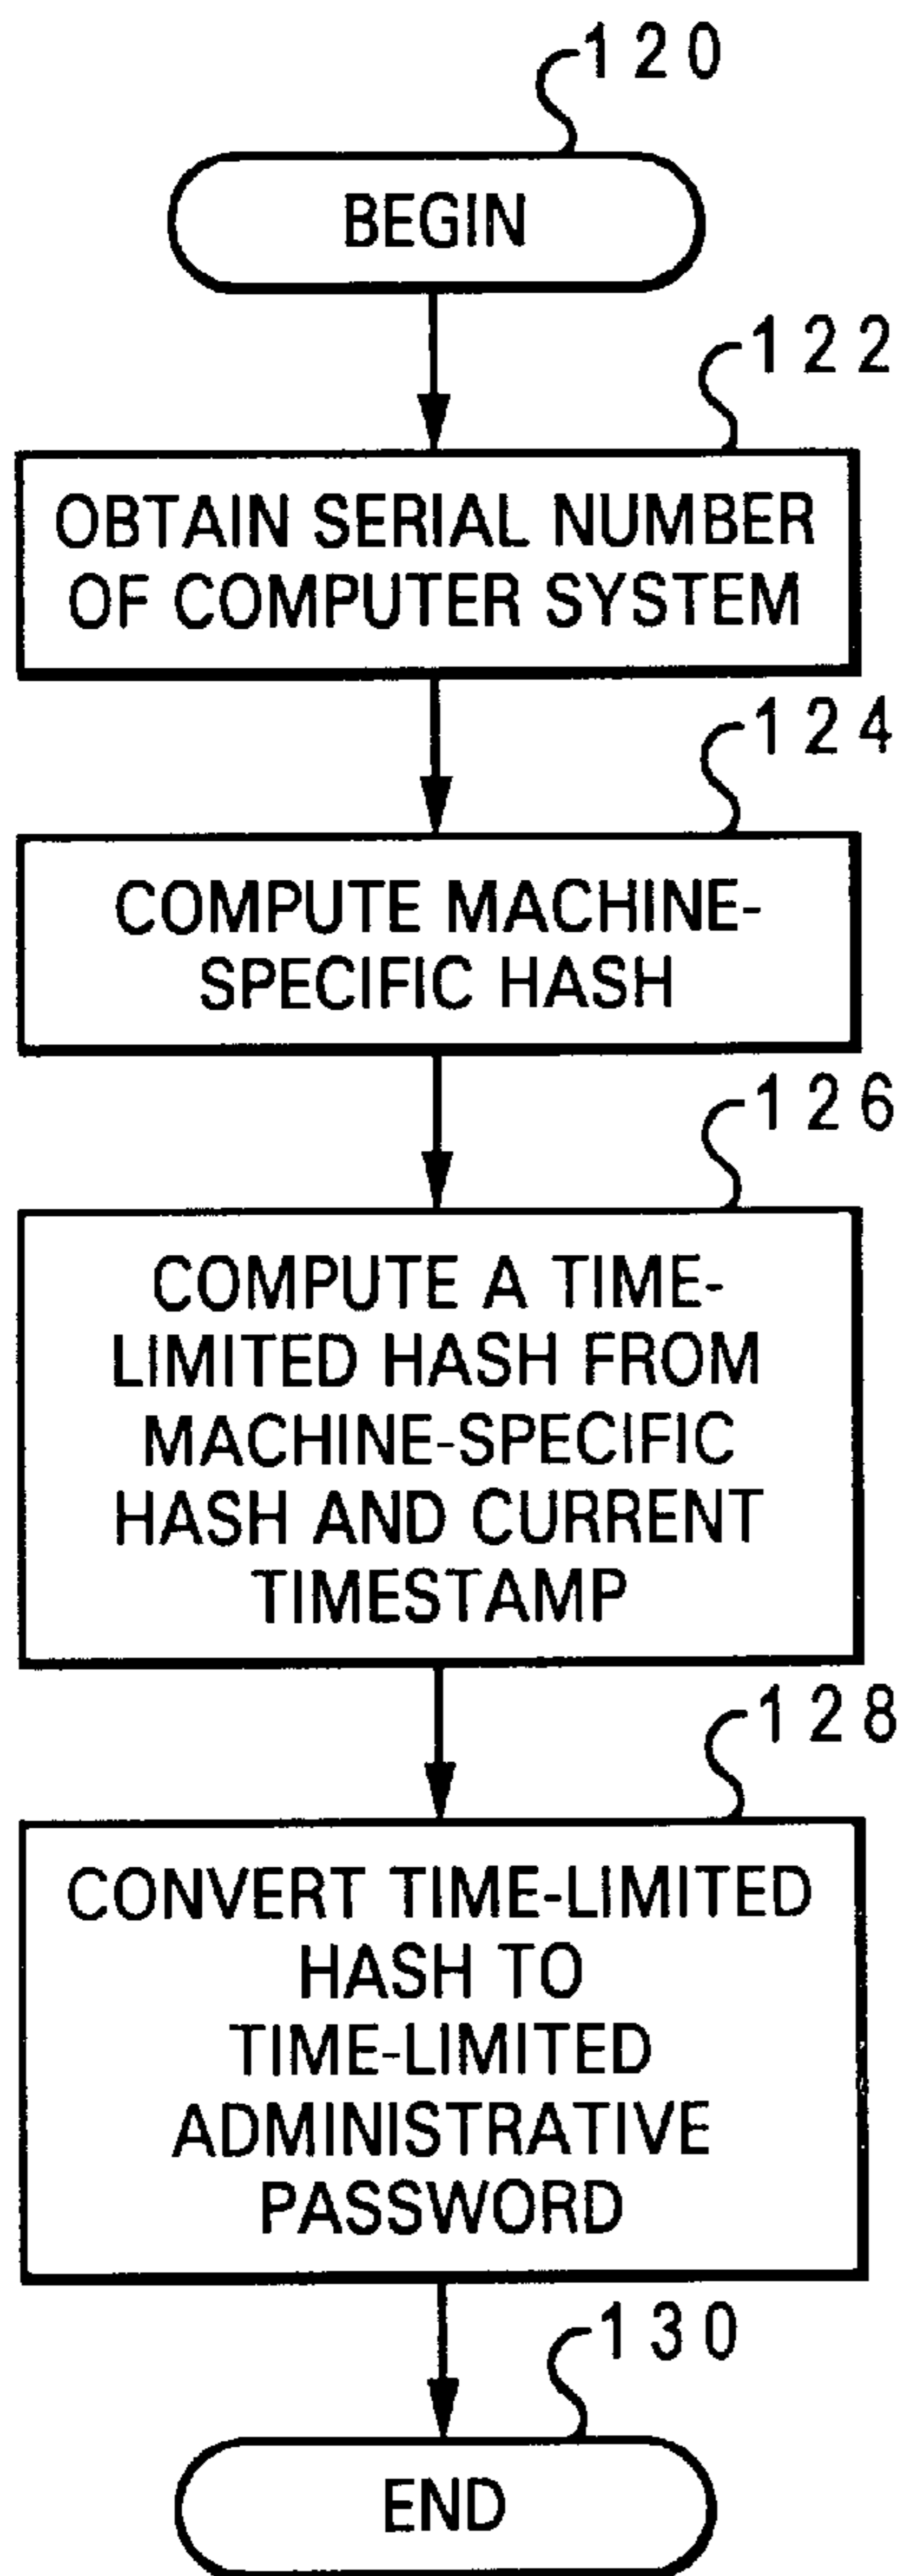 120
BEGIN
122
OBTAIN SERIAL NUMBER
OF COMPUTER SYSTEM
124
COMPUTE MACHINE-
SPECIFIC HASH
126
COMPUTE A TIME-
LIMITED HASH FROM
MACHINE-SPECIFIC
HASH AND CURRENT
TIMESTAMP
128
CONVERT TIME-LIMITED
HASH TO
TIME-LIMITED
ADMINISTRATIVE
PASSWORD
130
END